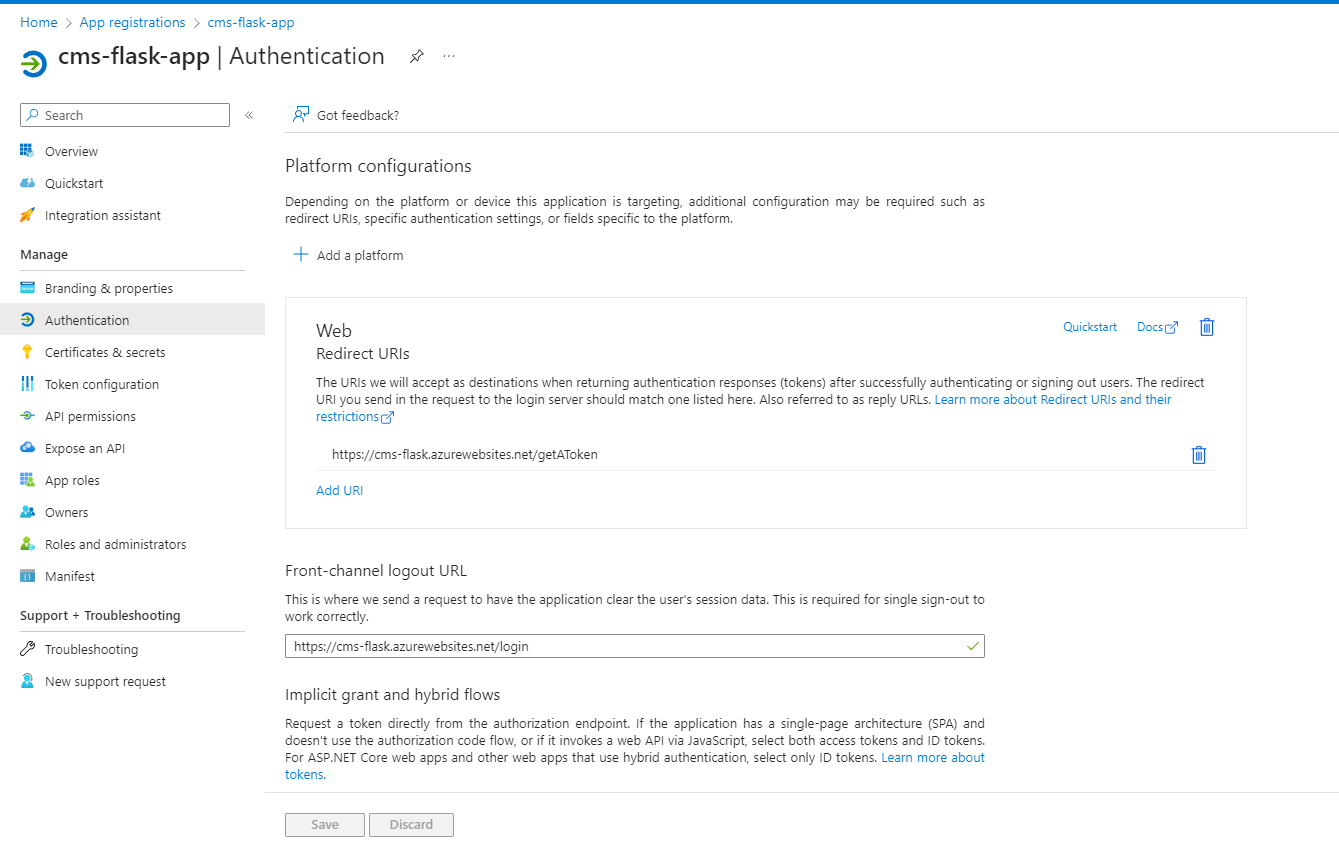 Home > App registrations > cms-flask-app
cms-flask-app | Authentication
Search
«
Overview
Quickstart
Integration assistant
Manage
Branding & properties
Authentication
Certificates & secrets
Token configuration
API permissions
Expose an API
App roles
Owners
Roles and administrators
Manifest
Support + Troubleshooting
Troubleshooting
New support request
Got feedback?
Platform configurations
Depending on the platform or device this application is targeting, additional configuration may be required such as
redirect URIs, specific authentication settings, or fields specific to the platform.
Add a platform
Web
Quickstart Docs
Redirect URIs
The URIs we will accept as destinations when returning authentication responses (tokens) after successfully authenticating or signing out users. The redirect
URI you send in the request to the login server should match one listed here. Also referred to as reply URLs. Learn more about Redirect URIs and their
restrictions
https://cms-flask.azurewebsites.net/getAToken
Add URI
Front-channel logout URL
This is where we send a request to have the application clear the user's session data. This is required for single sign-out to
work correctly.
https://cms-flask.azurewebsites.net/login
Implicit grant and hybrid flows
Request a token directly from the authorization endpoint. If the application has a single-page architecture (SPA) and
doesn't use the authorization code flow, or if it invokes a web API via JavaScript, select both access tokens and ID tokens.
For ASP.NET Core web apps and other web apps that use hybrid authentication, select only ID tokens. Learn more about
tokens.
Save Discard